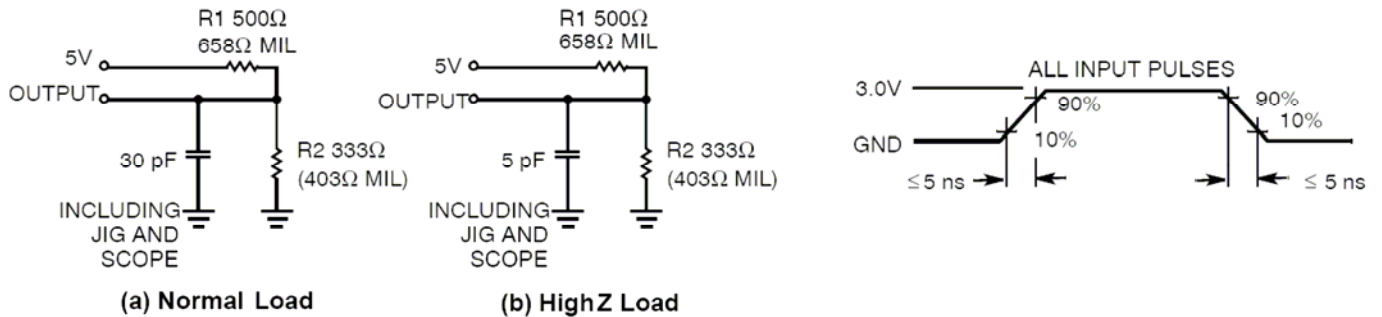 R1 500Ω
658Ω MIL
5V
OUTPUT
30 pF
R2 333Ω
(403Ω MIL)
INCLUDING
JIG AND
SCOPE
(a) Normal Load
R1 500Ω
658Ω MIL
5V
OUTPUT
5 pF
R2 333Ω
(403Ω MIL)
INCLUDING
JIG AND
SCOPE
(b) High Z Load
ALL INPUT PULSES
3.0V
90%
10%
GND
≤ 5 ns
90%
10%
≤ 5 ns